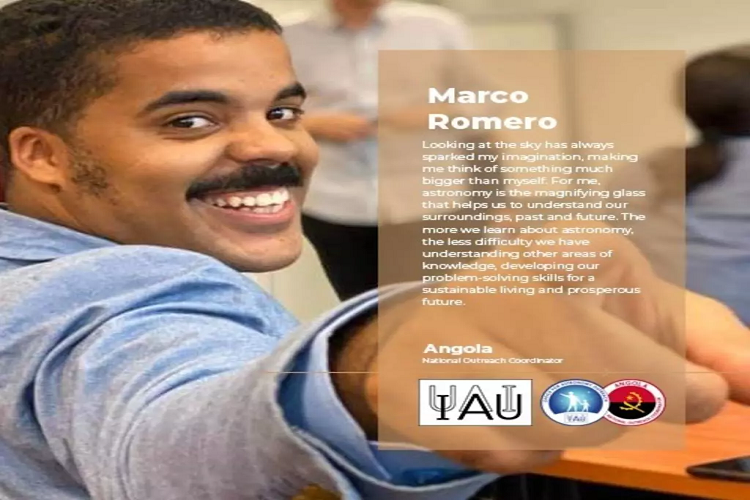 Marco
Romero
Looking at the sky has always
sparked my imagination, making
me think of something much
bigger than myself. For me,
astronomy is the magnifying glass
that helps us to understand our
surroundings, past and future. The
more we learn about astronomy,
the less difficulty we have
understanding other areas of
knowledge, developing our
problem-solving skills for a
sustainable living and prosperous
future.
Angola
National Outreach Coordinator
IAU
IAU
ANGOLA